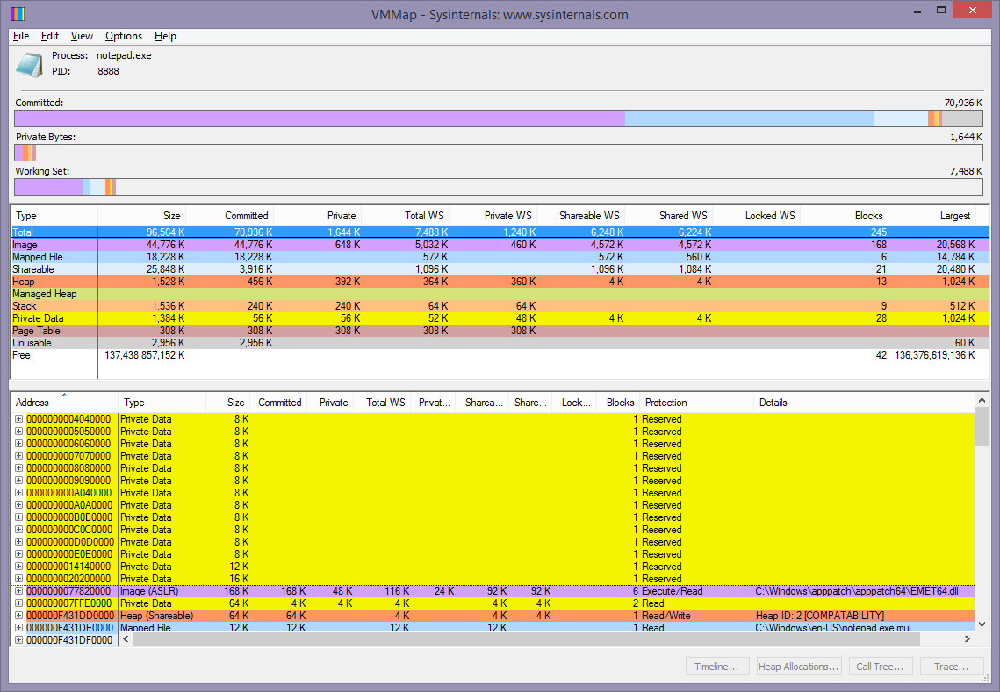 VMMap - Sysinternals: www.sysinternals.com
File Edit View Options Help
Process: notepad.exe
PID: 8888
Committed: 70,936 K
Private Bytes: 1,644 K
Working Set: 7,488 K
Type Size Committed Private Total WS Private WS Shareable WS Shared WS Locked WS Blocks Largest
Total 96,564 K 70,936 K 1,644 K 7,488 K 1,240 K 6,248 K 6,224 K 245
Image 44,776 K 44,776 K 648 K 5,032 K 460 K 4,572 K 4,572 K 168 20,568 K
Mapped File 18,228 K 18,228 K 572 K 572 K 560 K 6 14,784 K
Shareable 25,848 K 3,916 K 1,096 K 1,096 K 1,084 K 21 20,480 K
Heap 1,528 K 456 K 392 K 364 K 360 K 4 K 4 K 13 1,024 K
Managed Heap
Stack 1,536 K 240 K 240 K 64 K 64 K 9 512 K
Private Data 1,384 K 56 K 56 K 52 K 48 K 4 K 4 K 28 1,024 K
Page Table 308 K 308 K 308 K 308 K 308 K
Unusable 2,956 K 2,956 K 60 K
Free 137,438,857,152 K 42 136,376,619,136 K
Address Type Size Committed Private Total WS Privat... Sharea... Share... Lock... Blocks Protection Details
0000000004040000 Private Data 8 K 1 Reserved
0000000005050000 Private Data 8 K 1 Reserved
0000000006060000 Private Data 8 K 1 Reserved
0000000007070000 Private Data 8 K 1 Reserved
0000000008080000 Private Data 8 K 1 Reserved
0000000009090000 Private Data 8 K 1 Reserved
000000000A040000 Private Data 8 K 1 Reserved
000000000A0A0000 Private Data 8 K 1 Reserved
000000000B0B0000 Private Data 8 K 1 Reserved
000000000C0C0000 Private Data 8 K 1 Reserved
000000000D0D0000 Private Data 8 K 1 Reserved
000000000E0E0000 Private Data 8 K 1 Reserved
0000000014140000 Private Data 12 K 1 Reserved
0000000020200000 Private Data 16 K 1 Reserved
0000000077820000 Image (ASLR) 168 K 168 K 48 K 116 K 24 K 92 K 92 K 6 Execute/Read C:\Windows\apppatch\apppatch64\EMET64.dll
000000007FFE0000 Private Data 64 K 4 K 4 K 4 K 4 K 4 K 2 Read
000000F431DD0000 Heap (Shareable) 64 K 64 K 4 K 4 K 4 K 1 Read/Write Heap ID: 2 [COMPATABILITY]
000000F431DE0000 Mapped File 12 K 12 K 12 K 12 K 1 Read C:\Windows\en-US\notepad.exe.mui
000000F431DF0000
Timeline... Heap Allocations... Call Tree... Trace...